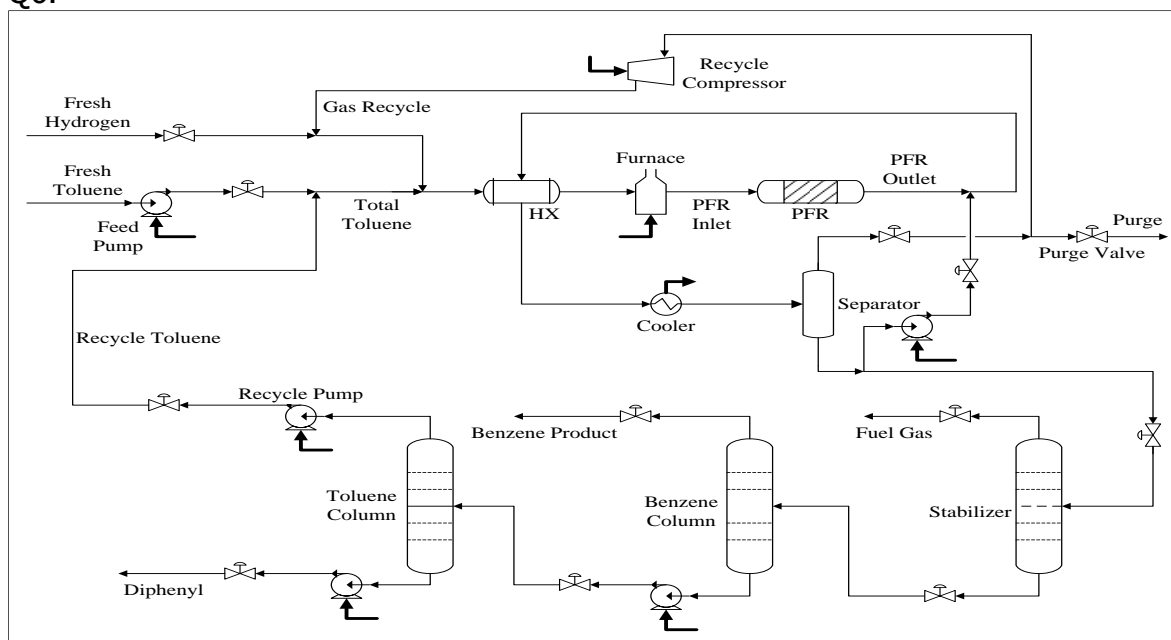 Recycle
Compressor
Fresh
Hydrogen
Gas Recycle
Fresh
Toluene
Furnace
PFR
Outlet
Total
Toluene
HX
PFR
Inlet
PFR
Feed
Pump
Purge
Purge Valve
Separator
Cooler
Recycle Toluene
Recycle Pump
Benzene Product
Fuel Gas
Toluene
Column
Benzene
Column
Stabilizer
Diphenyl